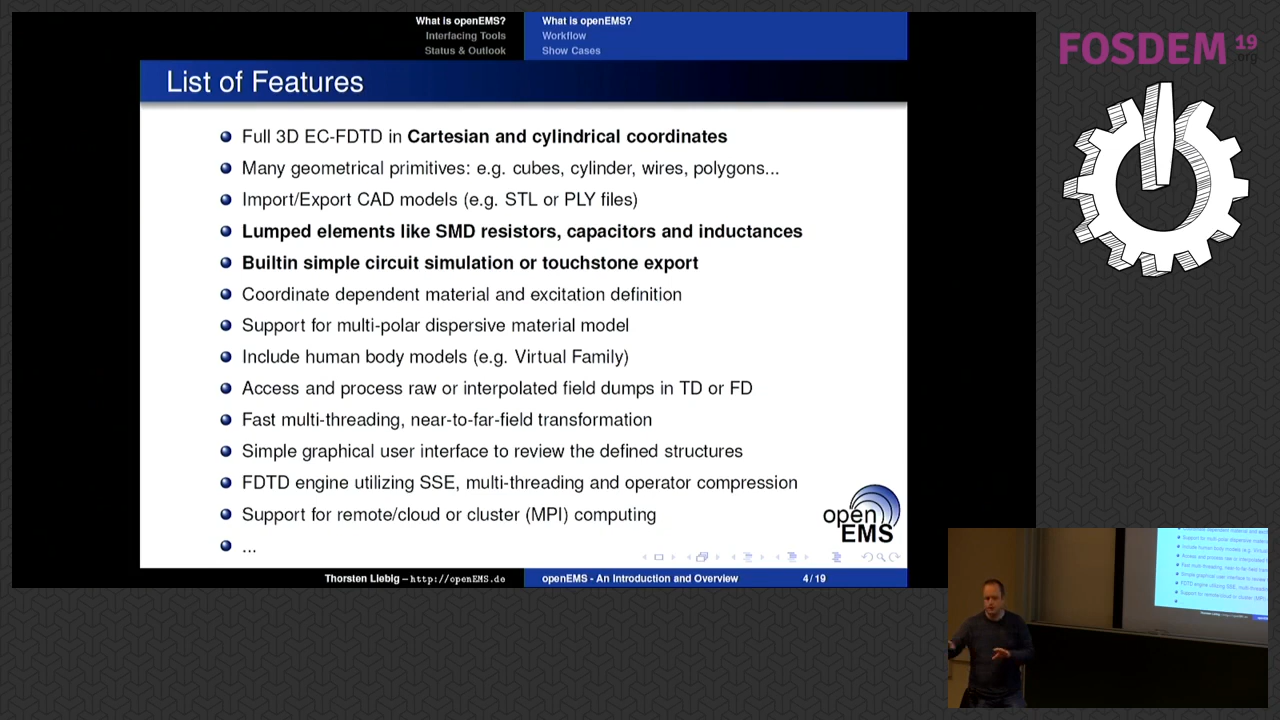 What is openEMS?
Interfacing Tools
Status & Outlook
What is openEMS?
Workflow
Show Cases
FOSDEM 19
.org
List of Features
Full 3D EC-FDTD in Cartesian and cylindrical coordinates
Many geometrical primitives: e.g. cubes, cylinder, wires, polygons...
Import/Export CAD models (e.g. STL or PLY files)
Lumped elements like SMD resistors, capacitors and inductances
Builtin simple circuit simulation or touchstone export
Coordinate dependent material and excitation definition
Support for multi-polar dispersive material model
Include human body models (e.g. Virtual Family)
Access and process raw or interpolated field dumps in TD or FD
Fast multi-threading, near-to-far-field transformation
Simple graphical user interface to review the defined structures
FDTD engine utilizing SSE, multi-threading and operator compression
Support for remote/cloud or cluster (MPI) computing
...
open
EMS
Thorsten Liebig – http://openEMS.de
openEMS - An Introduction and Overview
4/19